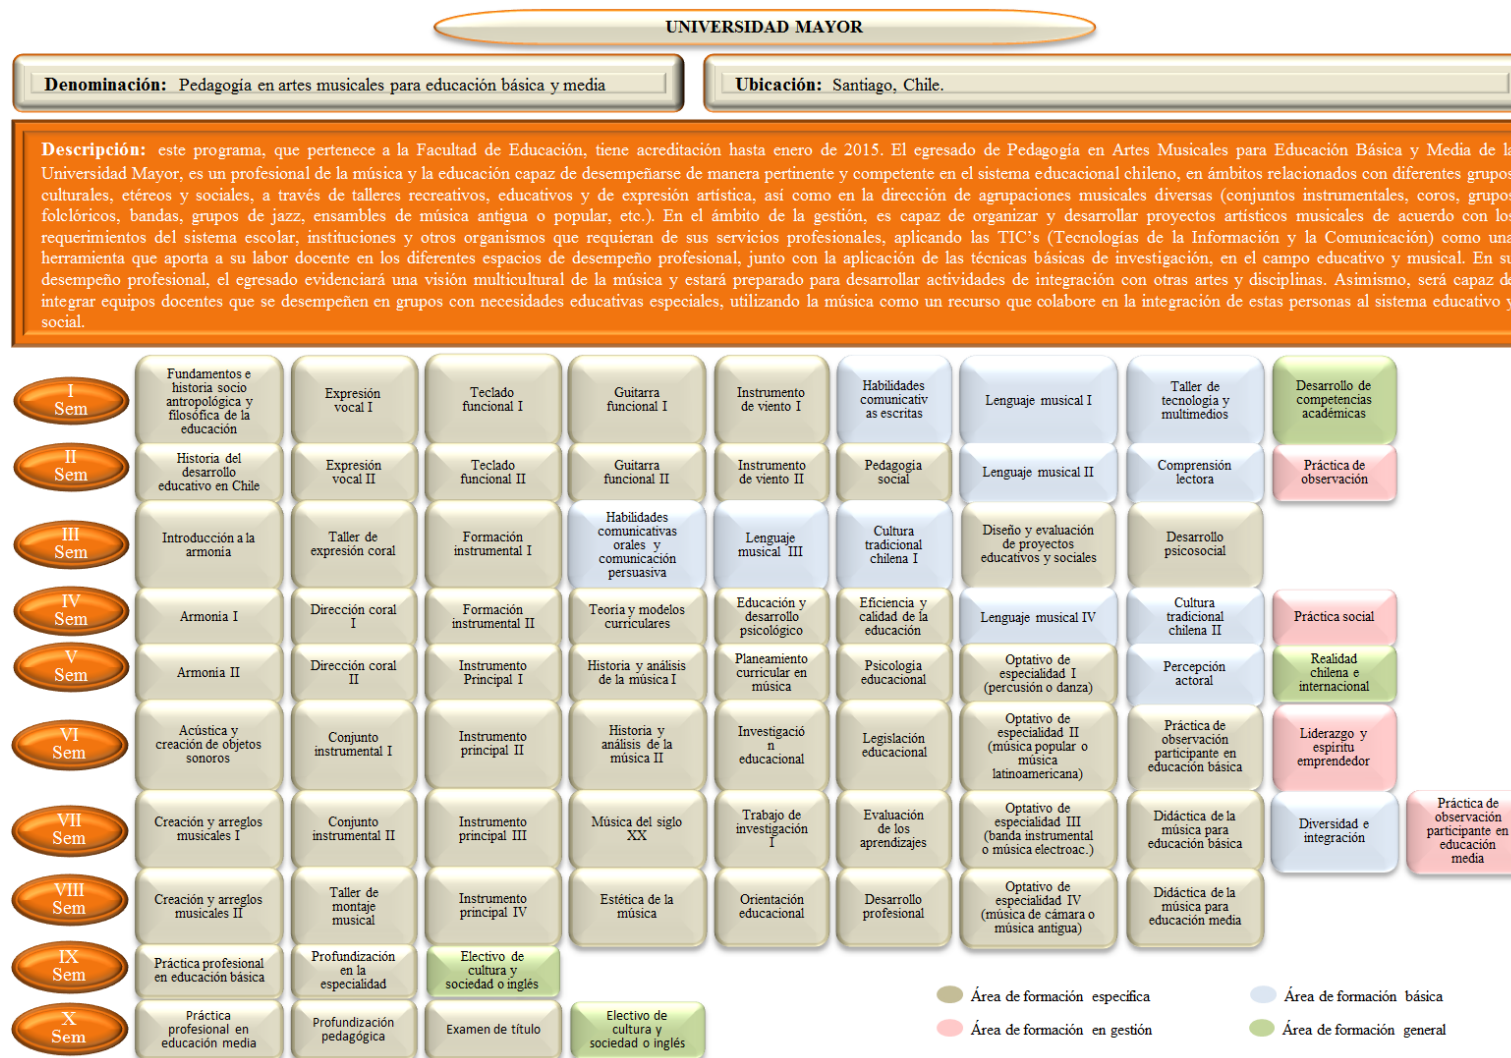 UNIVERSIDAD MAYOR
Denominación: Pedagogía en artes musicales para educación básica y media
Ubicación: Santiago, Chile.
Descripción: este programa, que pertenece a la Facultad de Educación, tiene acreditación hasta enero de 2015. El egresado de Pedagogía en Artes Musicales para Educación Básica y Media de la
Universidad Mayor, es un profesional de la música y la educación capaz de desempeñarse de manera pertinente y competente en el sistema educacional chileno, en ámbitos relacionados con diferentes grupos
culturales, etéreos y sociales, a través de talleres recreativos, educativos y de expresión artística, así como en la dirección de agrupaciones musicales diversas (conjuntos instrumentales, coros, grupos
folclóricos, bandas, grupos de jazz, ensambles de música antigua o popular, etc.). En el ámbito de la gestión, es capaz de organizar y desarrollar proyectos artísticos musicales de acuerdo con los
requerimientos del sistema escolar, instituciones y otros organismos que requieran de sus servicios profesionales, aplicando las TIC's (Tecnologías de la Información y la Comunicación) como una
herramienta que aporta a su labor docente en los diferentes espacios de desempeño profesional, junto con la aplicación de las técnicas básicas de investigación, en el campo educativo y musical. En su
desempeño profesional, el egresado evidenciará una visión multicultural de la música y estará preparado para desarrollar actividades de integración con otras artes y disciplinas. Asimismo, será capaz de
integrar equipos docentes que se desempeñen en grupos con necesidades educativas especiales, utilizando la música como un recurso que colabore en la integración de estas personas al sistema educativo y
social.
I
Sem
Fundamentos e
historia socio
antropológica y
filosófica de la
educación
Expresión
vocal I
Teclado
funcional I
Guitarra
funcional I
Instrumento
de viento I
Habilidades
comunicativ
as escritas
Lenguaje musical I
Taller de
tecnología y
multimedios
Desarrollo de
competencias
académicas
II
Sem
Historia del
desarrollo
educativo en Chile
Expresión
vocal II
Teclado
funcional II
Guitarra
funcional II
Instrumento
de viento II
Pedagogía
social
Lenguaje musical II
Comprensión
lectora
Práctica de
observación
III
Sem
Introducción a la
armonía
Taller de
expresión coral
Formación
instrumental I
Habilidades
comunicativas
orales y
comunicación
persuasiva
Lenguaje
musical III
Cultura
tradicional
chilena I
Diseño y evaluación
de proyectos
educativos y sociales
Desarrollo
psicosocial
IV
Sem
Armonía I
Dirección coral
I
Formación
instrumental II
Teoría y modelos
curriculares
Educación y
desarrollo
psicológico
Eficiencia y
calidad de la
educación
Lenguaje musical IV
Cultura
tradicional
chilena II
Práctica social
V
Sem
Armonía II
Dirección coral
II
Instrumento
Principal I
Historia y análisis
de la música I
Planeamiento
curricular en
música
Psicología
educacional
Optativo de
especialidad I
(percusión o danza)
Percepción
actoral
Realidad
chilena e
internacional
VI
Sem
Acústica y
creación de objetos
sonoros
Conjunto
instrumental I
Instrumento
principal II
Historia y
análisis de la
música II
Investigació
n
educacional
Legislación
educacional
Optativo de
especialidad II
(música popular o
música
latinoamericana)
Práctica de
observación
participante en
educación básica
Liderazgo y
espíritu
emprendedor
VII
Sem
Creación y arreglos
musicales I
Conjunto
instrumental II
Instrumento
principal III
Música del siglo
XX
Trabajo de
investigación
I
Evaluación
de los
aprendizajes
Optativo de
especialidad III
(banda instrumental
o música electroac.)
Didáctica de la
música para
educación básica
Diversidad e
integración
Práctica de
observación
participante en
educación
media
VIII
Sem
Creación y arreglos
musicales II
Taller de
montaje
musical
Instrumento
principal IV
Estética de la
música
Orientación
educacional
Desarrollo
profesional
Optativo de
especialidad IV
(música de cámara o
música antigua)
Didáctica de la
música para
educación media
IX
Sem
Práctica profesional
en educación básica
Profundización
en la
especialidad
Electivo de
cultura y
sociedad o inglés
X
Sem
Práctica
profesional en
educación media
Profundización
pedagógica
Examen de título
Electivo de
cultura y
sociedad o inglés
Área de formación específica
Área de formación básica
Área de formación en gestión
Área de formación general